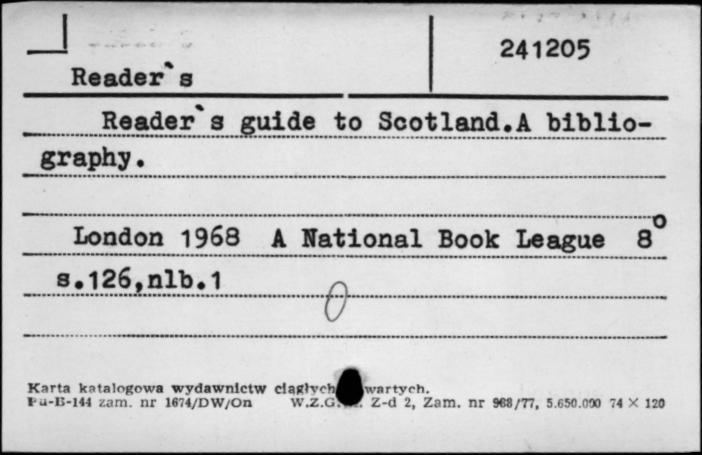 241205
Reader`s
Reader`s guide to Scotland.A biblio-
graphy.
London 1968 A National Book League 8°
s.126,nlb.1
0
Karta katalogowa wydawnictw ciągłych wartych.
Pu-B-144 zam. nr 1674/DW/On W.Z.G. Z-d 2, Zam. nr 968/77, 5.650.000 74 × 120